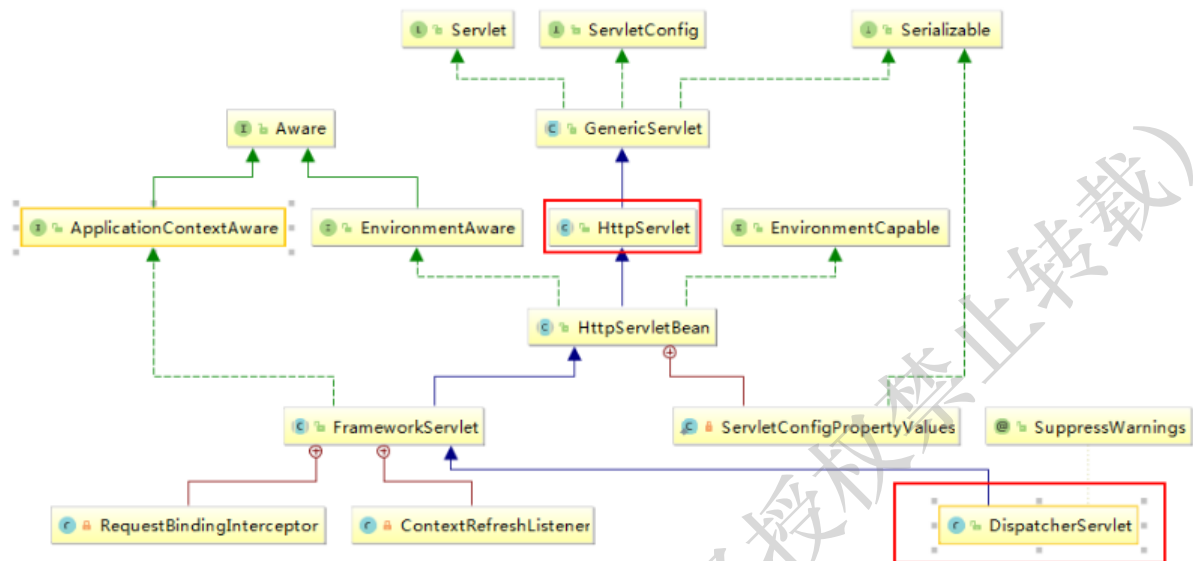 Servlet
ServletConfig
Serializable
Aware
GenericServlet
ApplicationContextAware
EnvironmentAware
HttpServlet
EnvironmentCapable
HttpServletBean
FrameworkServlet
ServletConfigPropertyValues
SuppressWarnings
RequestBindingInterceptor
ContextRefreshListener
DispatcherServlet
授权禁止转载）